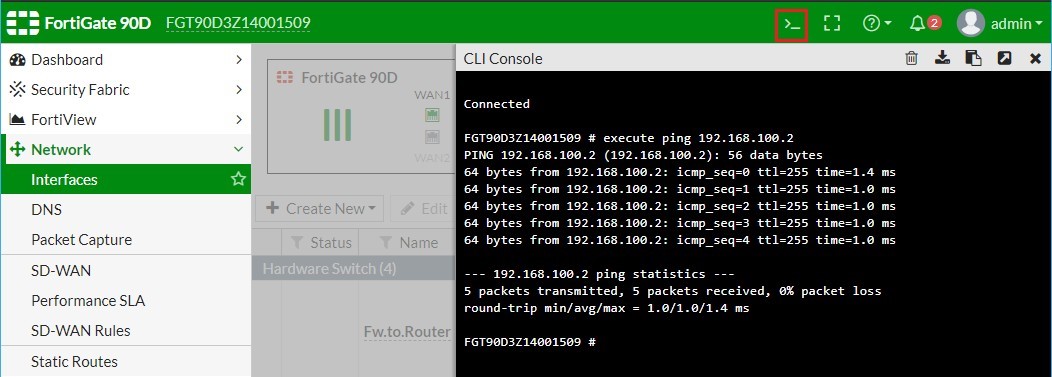 FortiGate 90D FGT90D3Z14001509 >_ 2 admin
Dashboard
Security Fabric
FortiView
Network
Interfaces
DNS
Packet Capture
SD-WAN
Performance SLA
SD-WAN Rules
Static Routes
FortiGate 90D
WAN1
WAN2
Create New Edit
Status Name
Hardware Switch (4)
Fw.to.Router
CLI Console
Connected
FGT90D3Z14001509 # execute ping 192.168.100.2
PING 192.168.100.2 (192.168.100.2): 56 data bytes
64 bytes from 192.168.100.2: icmp_seq=0 ttl=255 time=1.4 ms
64 bytes from 192.168.100.2: icmp_seq=1 ttl=255 time=1.0 ms
64 bytes from 192.168.100.2: icmp_seq=2 ttl=255 time=1.0 ms
64 bytes from 192.168.100.2: icmp_seq=3 ttl=255 time=1.0 ms
64 bytes from 192.168.100.2: icmp_seq=4 ttl=255 time=1.0 ms
--- 192.168.100.2 ping statistics ---
5 packets transmitted, 5 packets received, 0% packet loss
round-trip min/avg/max = 1.0/1.0/1.4 ms
FGT90D3Z14001509 #